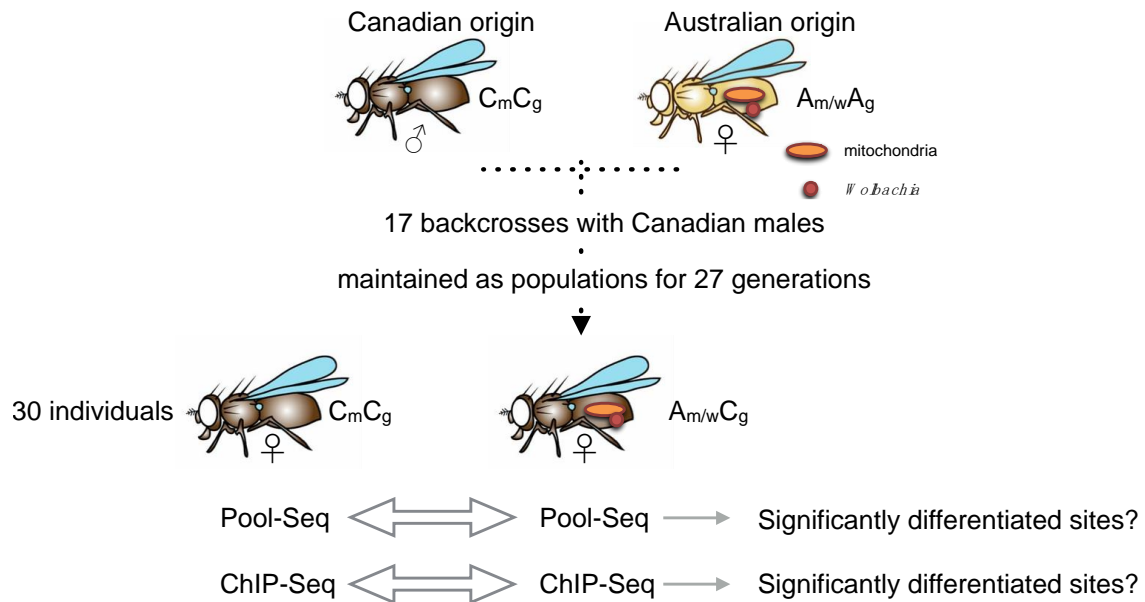 Canadian origin
Australian origin
CmCg
Am/wAg
♂
♀
mitochondria
Wolbachia
17 backcrosses with Canadian males
maintained as populations for 27 generations
30 individuals
CmCg
Am/wCg
♀
♀
Pool-Seq
Pool-Seq
Significantly differentiated sites?
ChIP-Seq
ChIP-Seq
Significantly differentiated sites?